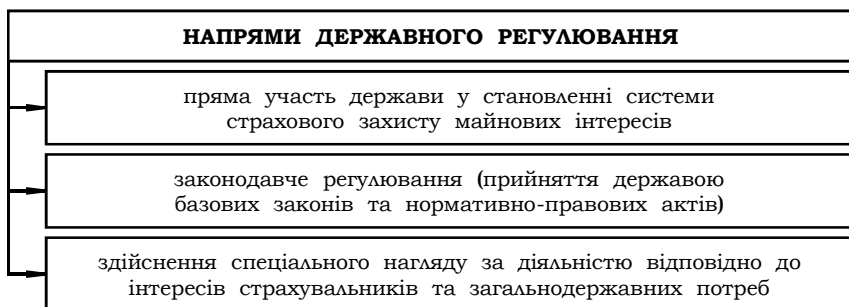 НАПРЯМИ ДЕРЖАВНОГО РЕГУЛЮВАННЯ
пряма участь держави у становленні системи
страхового захисту майнових інтересів
законодавче регулювання (прийняття державою
базових законів та нормативно-правових актів)
здійснення спеціального нагляду за діяльністю відповідно до
інтересів страхувальників та загальнодержавних потреб